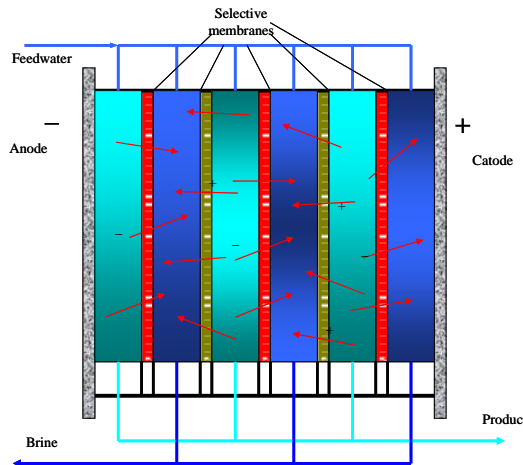 Selective
membranes
Feedwater
−
+
Anode
Catode
+
+
−
−
−
+
Produc
Brine